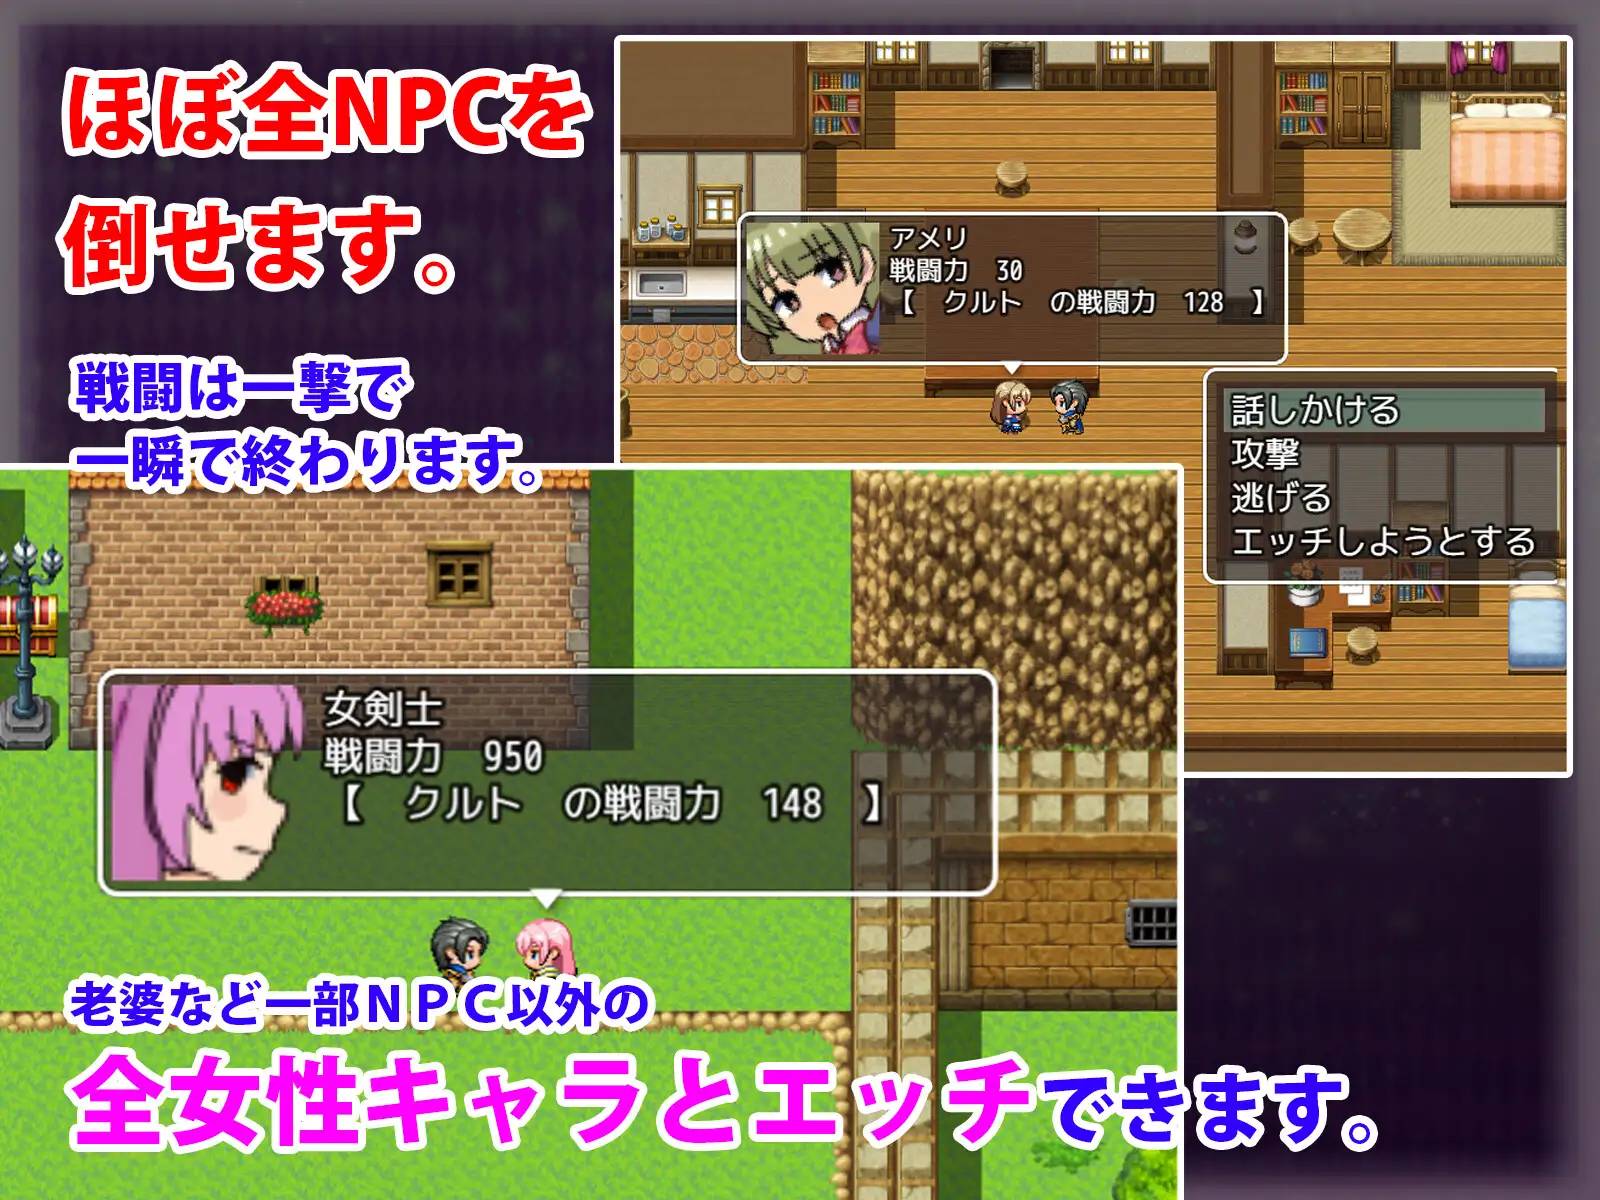 ほぼ全NPCを
倒せます。
戦闘は一撃で
一瞬で終わります。
アメリ
戦闘力 30
【 クルト の戦闘力 128 】
話しかける
攻撃
逃げる
エッチしようとする
女剣士
戦闘力 950
【 クルト の戦闘力 148 】
老婆など一部ＮＰＣ以外の
全女性キャラとエッチできます。